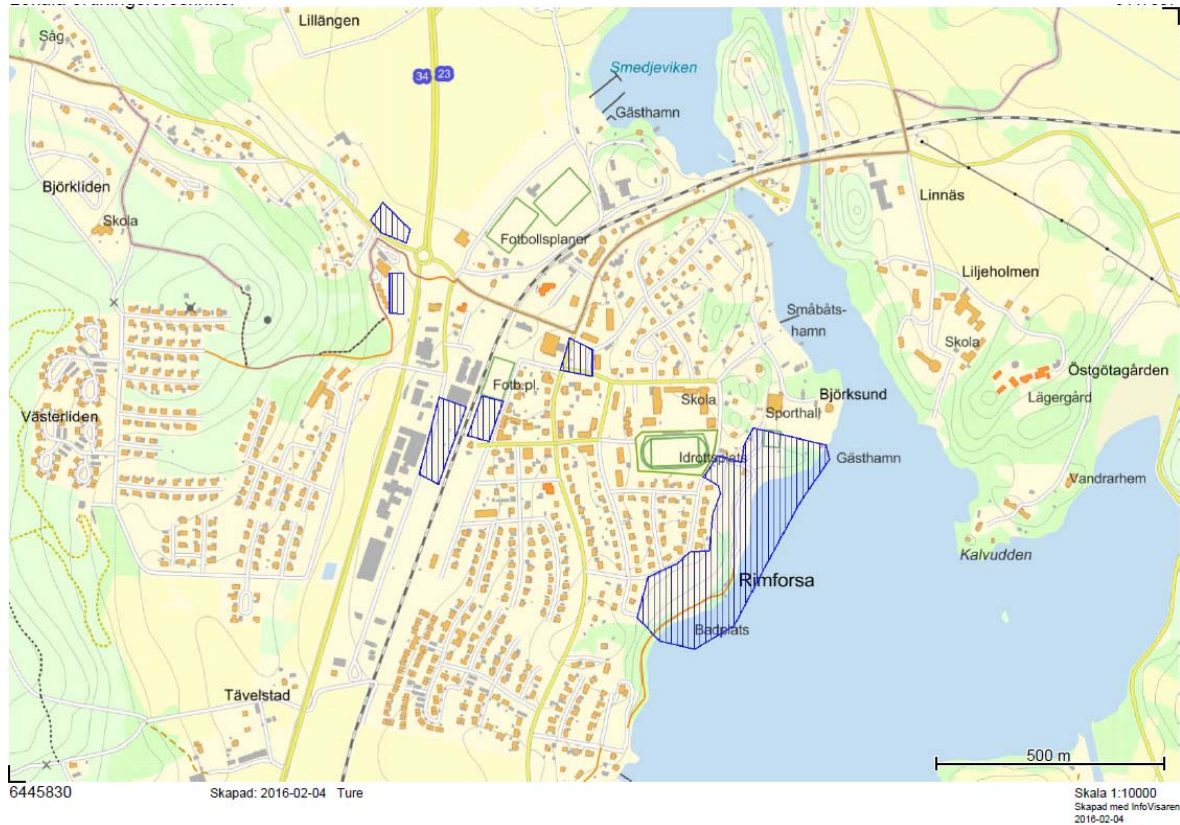 Lillängen
Såg
34 23
Smedjeviken
Gästhamn
Björkliden
Linnäs
Skola
Fotbollsplaner
Liljeholmen
Småbåts-
hamn
Skola
Östgötagården
Fotb.pl.
Björksund
Lägergård
Skola
Västerliden
Sporthall
Idrottsplats
Gästhamn
Vandrarhem
Kalvudden
Rimforsa
Badplats
Tävelstad
500 m
6445830
Skapad: 2016-02-04 Ture
Skala 1:10000
Skapad med InfoVisaren
2016-02-04